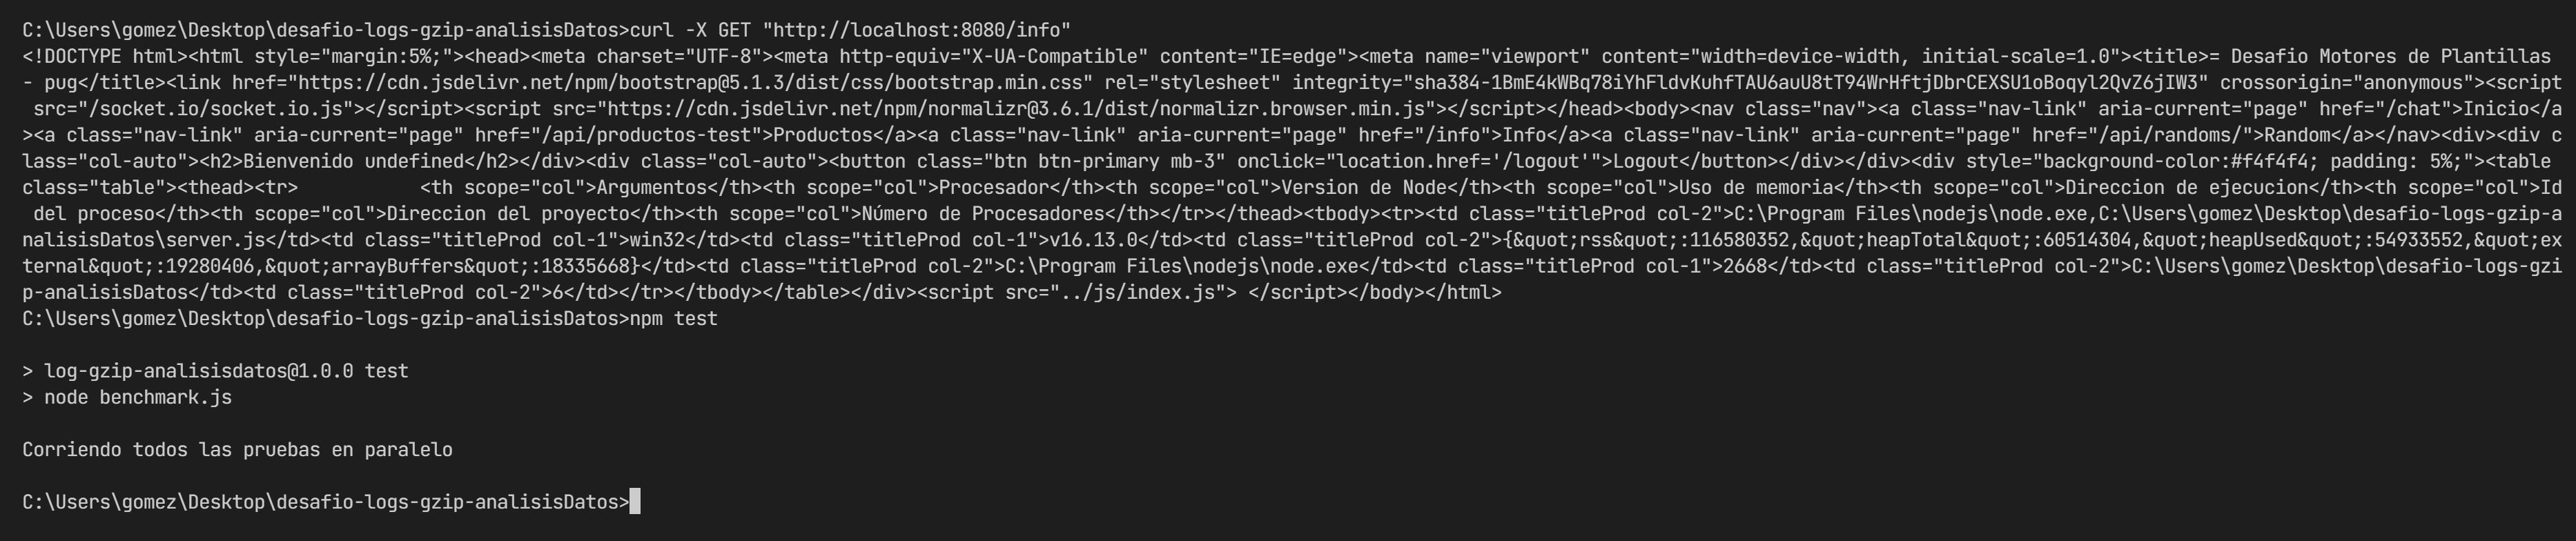 C:\Users\gomez\Desktop\desafio-logs-gzip-analisisDatos>curl -X GET "http://localhost:8080/info"
<!DOCTYPE html><html style="margin:5%;"><head><meta charset="UTF-8"><meta http-equiv="X-UA-Compatible" content="IE=edge"><meta name="viewport" content="width=device-width, initial-scale=1.0"><title>= Desafio Motores de Plantillas
- pug</title><link href="https://cdn.jsdelivr.net/npm/bootstrap@5.1.3/dist/css/bootstrap.min.css" rel="stylesheet" integrity="sha384-1BmE4kWBq78iYhFldvKuhfTAU6auU8tT94WrHftjDbrCEXSU1oBoqyl2QvZ6jIW3" crossorigin="anonymous"><script
 src="/socket.io/socket.io.js"></script><script src="https://cdn.jsdelivr.net/npm/normalizr@3.6.1/dist/normalizr.browser.min.js"></script></head><body><nav class="nav"><a class="nav-link" aria-current="page" href="/chat">Inicio</a
><a class="nav-link" aria-current="page" href="/api/productos-test">Productos</a><a class="nav-link" aria-current="page" href="/info">Info</a><a class="nav-link" aria-current="page" href="/api/randoms/">Random</a></nav><div><div c
lass="col-auto"><h2>Bienvenido undefined</h2></div><div class="col-auto"><button class="btn btn-primary mb-3" onclick="location.href='/logout'">Logout</button></div></div><div style="background-color:#f4f4f4; padding: 5%;"><table
class="table"><thead><tr>           <th scope="col">Argumentos</th><th scope="col">Procesador</th><th scope="col">Version de Node</th><th scope="col">Uso de memoria</th><th scope="col">Direccion de ejecucion</th><th scope="col">Id
 del proceso</th><th scope="col">Direccion del proyecto</th><th scope="col">Número de Procesadores</th></tr></thead><tbody><tr><td class="titleProd col-2">C:\Program Files\nodejs\node.exe,C:\Users\gomez\Desktop\desafio-logs-gzip-a
nalisisDatos\server.js</td><td class="titleProd col-1">win32</td><td class="titleProd col-1">v16.13.0</td><td class="titleProd col-2">{&quot;rss&quot;:116580352,&quot;heapTotal&quot;:60514304,&quot;heapUsed&quot;:54933552,&quot;ex
ternal&quot;:19280406,&quot;arrayBuffers&quot;:18335668}</td><td class="titleProd col-2">C:\Program Files\nodejs\node.exe</td><td class="titleProd col-1">2668</td><td class="titleProd col-2">C:\Users\gomez\Desktop\desafio-logs-gzi
p-analisisDatos</td><td class="titleProd col-2">6</td></tr></tbody></table></div><script src="../js/index.js"> </script></body></html>
C:\Users\gomez\Desktop\desafio-logs-gzip-analisisDatos>npm test
> log-gzip-analisisdatos@1.0.0 test
> node benchmark.js
Corriendo todos las pruebas en paralelo
C:\Users\gomez\Desktop\desafio-logs-gzip-analisisDatos>